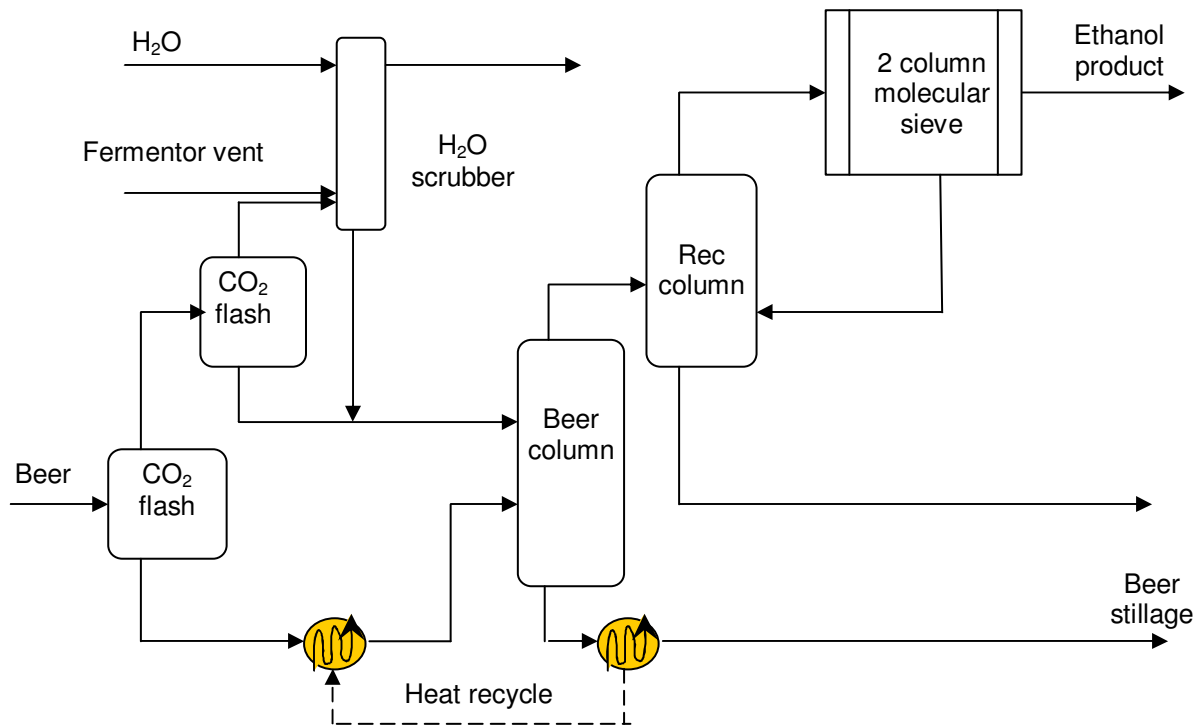 H₂O
Fermentor vent
H₂O
scrubber
2 column
molecular
sieve
Ethanol
product
CO₂
flash
Rec
column
Beer
column
Beer
CO₂
flash
Beer
stillage
Heat recycle